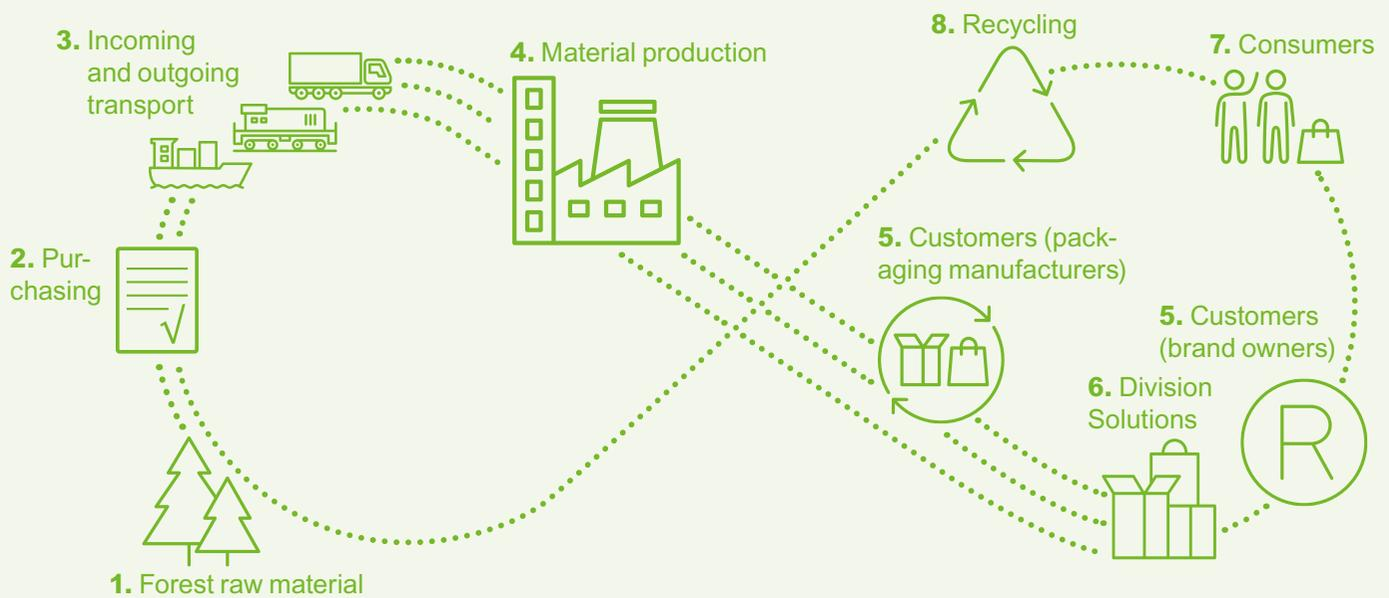 3. Incoming
and outgoing
transport
4. Material production
8. Recycling
7. Consumers
2. Pur-
chasing
5. Customers (pack-
aging manufacturers)
5. Customers
(brand owners)
6. Division
Solutions
R
1. Forest raw material